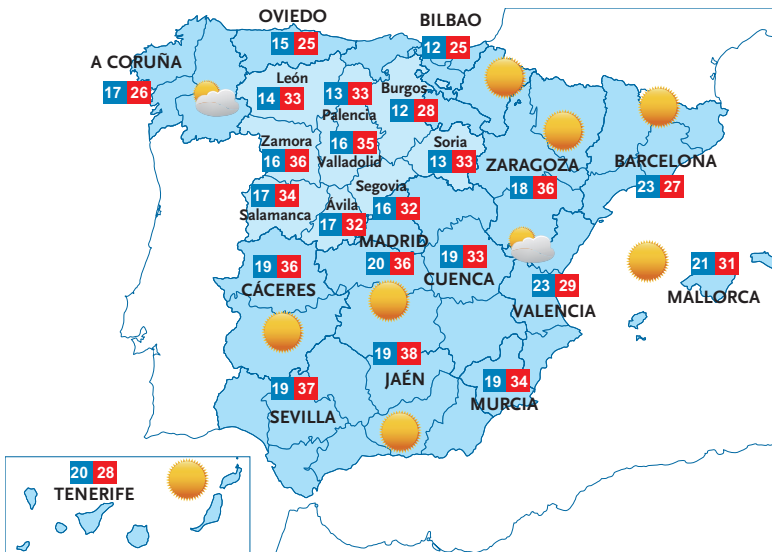 OVIEDO
15 25
BILBAO
12 25
A CORUÑA
17 26
León
14 33
13 33
Palencia
Burgos
12 28
Zamora
16 36
16 35
Valladolid
Soria
13 33
ZARAGOZA
18 36
BARCELONA
23 27
17 34
Salamanca
Ávila
17 32
Segovia
16 32
MADRID
20 36
19 33
CUENCA
19 36
CÁCERES
23 29
VALENCIA
21 31
MALLORCA
19 38
JAÉN
19 34
MURCIA
19 37
SEVILLA
20 28
TENERIFE